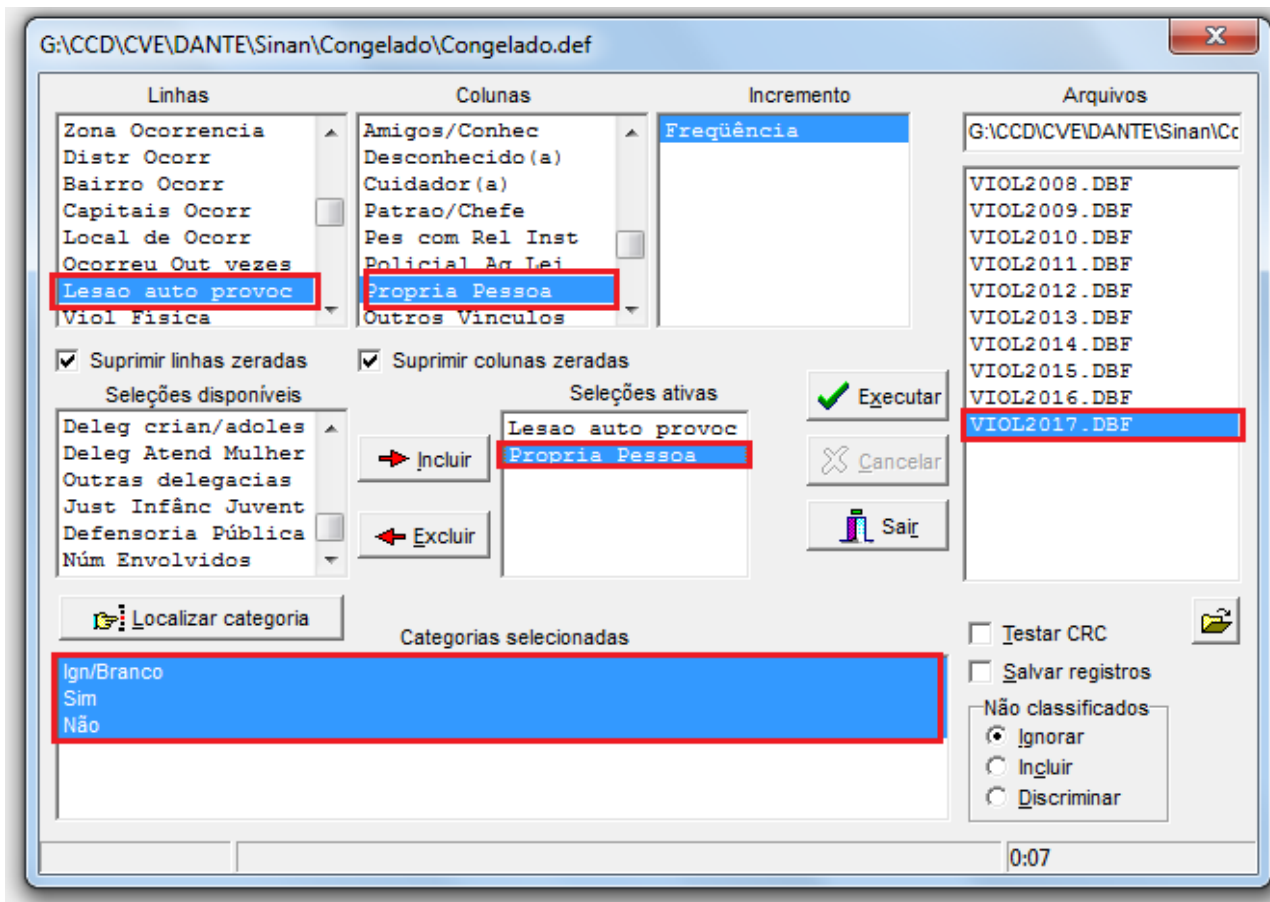 G:\CCD\CVE\DANTE\Sinan\Congelado\Congelado.def
Linhas
Zona Ocorrencia
Distr Ocorr
Bairro Ocorr
Capitais Ocorr
Local de Ocorr
Ocorreu Out vezes
Lesao auto provoc
Viol Fisica
Suprimir linhas zeradas
Colunas
Amigos/Conhec
Desconhecido(a)
Cuidador(a)
Patrao/Chefe
Pes com Rel Inst
Policial Ag Lei
Propria Pessoa
Outros Vinculos
Suprimir colunas zeradas
Incremento
Freqüência
Arquivos
G:\CCD\CVE\DANTE\Sinan\Cc
VIOL2008.DBF
VIOL2009.DBF
VIOL2010.DBF
VIOL2011.DBF
VIOL2012.DBF
VIOL2013.DBF
VIOL2014.DBF
VIOL2015.DBF
VIOL2016.DBF
VIOL2017.DBF
Seleções disponíveis
Deleg crian/adoles
Deleg Atend Mulher
Outras delegacias
Just Infânc Juvent
Defensoria Pública
Núm Envolvidos
Incluir
Excluir
Seleções ativas
Lesao auto provoc
Propria Pessoa
Executar
Cancelar
Sair
Localizar categoria
Categorias selecionadas
Ign/Branco
Sim
Não
Testar CRC
Salvar registros
Não classificados
Ignorar
Incluir
Discriminar
0:07